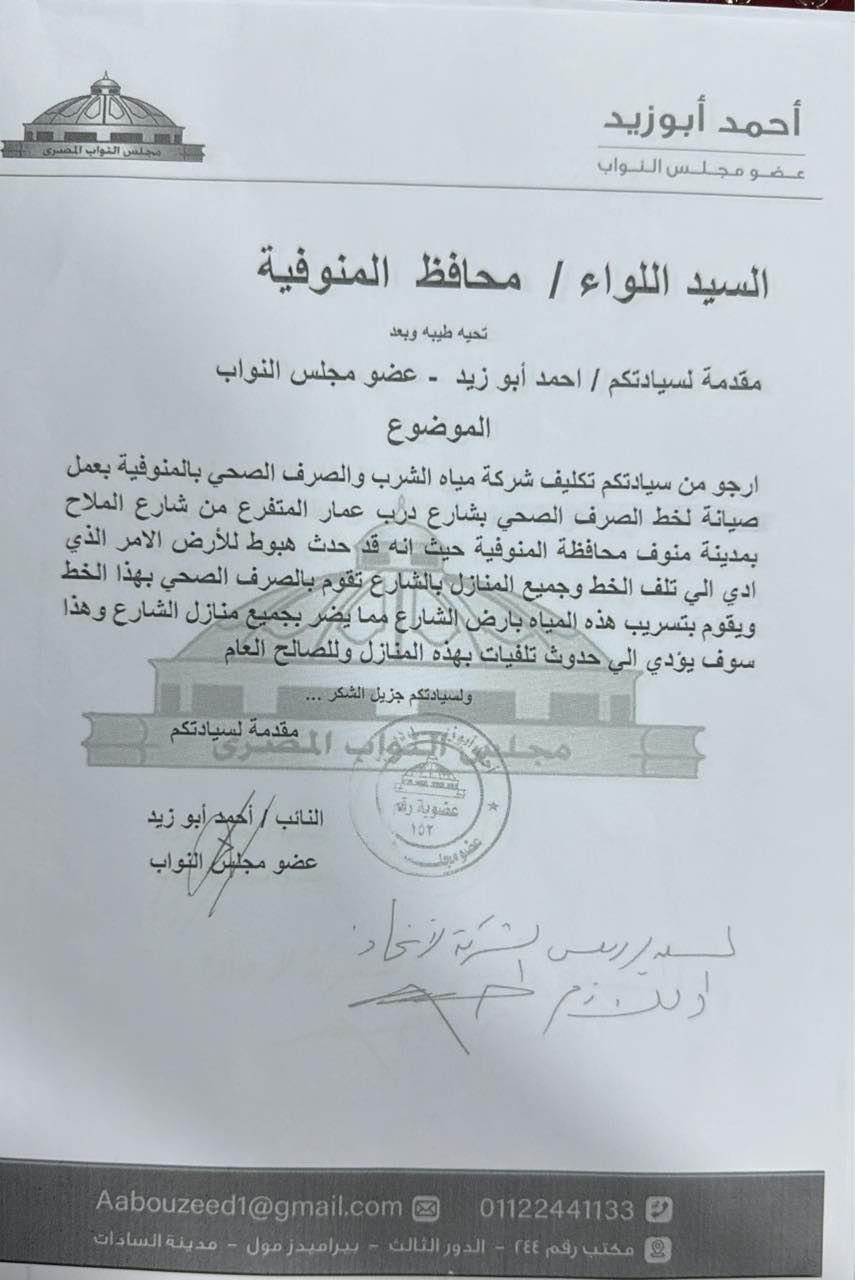 أحمد أبوزيد
عضو مجلس النواب
مجلس النواب المصرى
السيد اللواء / محافظ المنوفية
تحيه طيبه وبعد
مقدمة لسيادتكم / احمد أبو زيد - عضو مجلس النواب
الموضوع
ارجو من سيادتكم تكليف شركة مياه الشرب والصرف الصحي بالمنوفية بعمل
صيانة لخط الصرف الصحي بشارع درب عمار المتفرع من شارع الملاح
بمدينة منوف محافظة المنوفية حيث انه قد حدث هبوط للأرض الامر الذي
ادي الي تلف الخط وجميع المنازل بالشارع تقوم بالصرف الصحي بهذا الخط
ويقوم بتسريب هذه المياه بارض الشارع مما يضر بجميع منازل الشارع وهذا
سوف يؤدي الي حدوث تلفيات بهذه المنازل وللصالح العام
ولسيادتكم جزيل الشكر ...
مقدمة لسيادتكم
مجلس النواب المصرى
النائب / أحمد أبو زيد
عضو مجلس النواب
عضوية رقم
١٥٢
01122441133
Aabouzeed1@gmail.com
مكتب رقم ٢٤٤ - الدور الثالث - بيراميدز مول - مدينة السادات